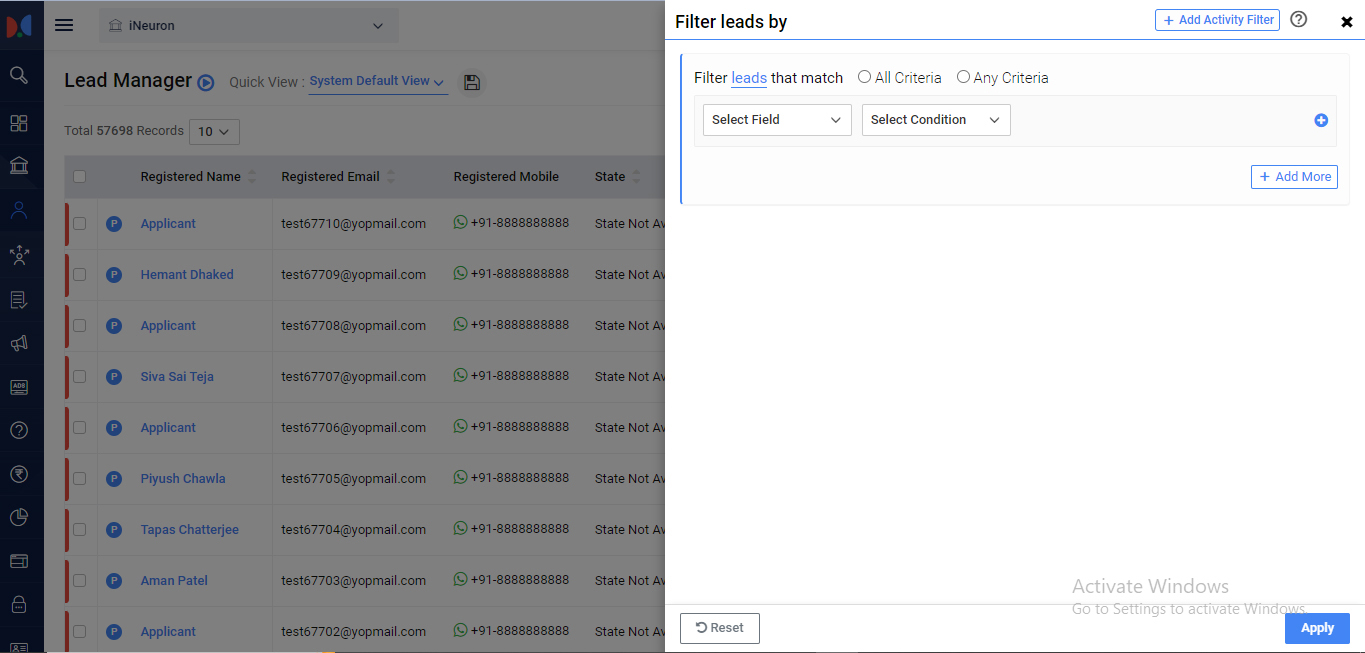 iNeuron
Filter leads by
+ Add Activity Filter
Lead Manager
Quick View : System Default View
Filter leads that match All Criteria Any Criteria
Select Field Select Condition
Total 57698 Records 10
+ Add More
Registered Name Registered Email Registered Mobile State
P Applicant test67710@yopmail.com +91-8888888888 State Not Av
P Hemant Dhaked test67709@yopmail.com +91-8888888888 State Not Av
P Applicant test67708@yopmail.com +91-8888888888 State Not Av
P Siva Sai Teja test67707@yopmail.com +91-8888888888 State Not Av
ADS
P Applicant test67706@yopmail.com +91-8888888888 State Not Av
P Piyush Chawla test67705@yopmail.com +91-8888888888 State Not Av
P Tapas Chatterjee test67704@yopmail.com +91-8888888888 State Not Av
P Aman Patel test67703@yopmail.com +91-8888888888 State Not Av
P Applicant test67702@yopmail.com +91-8888888888 State Not Av
Activate Windows
Go to Settings to activate Windows.
Reset
Apply